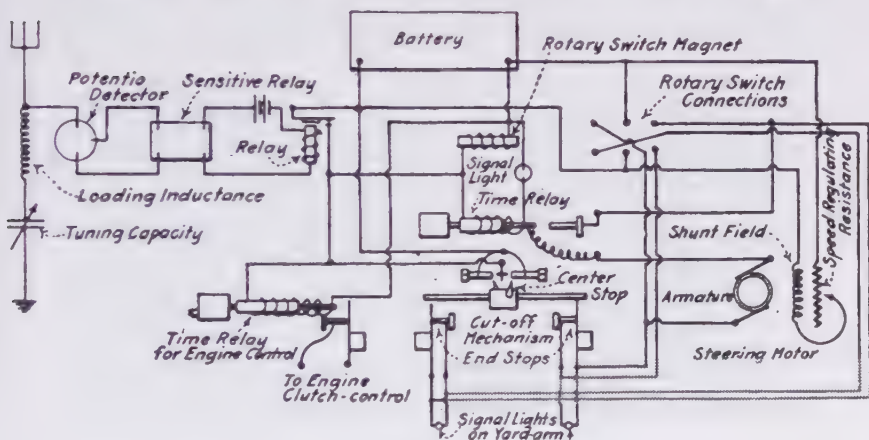 Battery
Rotary Switch Magnet
Potentio
Detector
Sensitive Relay
Rotary Switch
Connections
Relay
Signal
Light
Loading Inductance
Time Relay
Tuning Capacity
Shunt Field
Speed Regulating
Resistance
Center
Stop
Armature
Time Relay
for Engine Control
Cut-off
Mechanism
End Stops
Steering Motor
To Engine
Clutch-control
Signal Lights
on Yard-arm